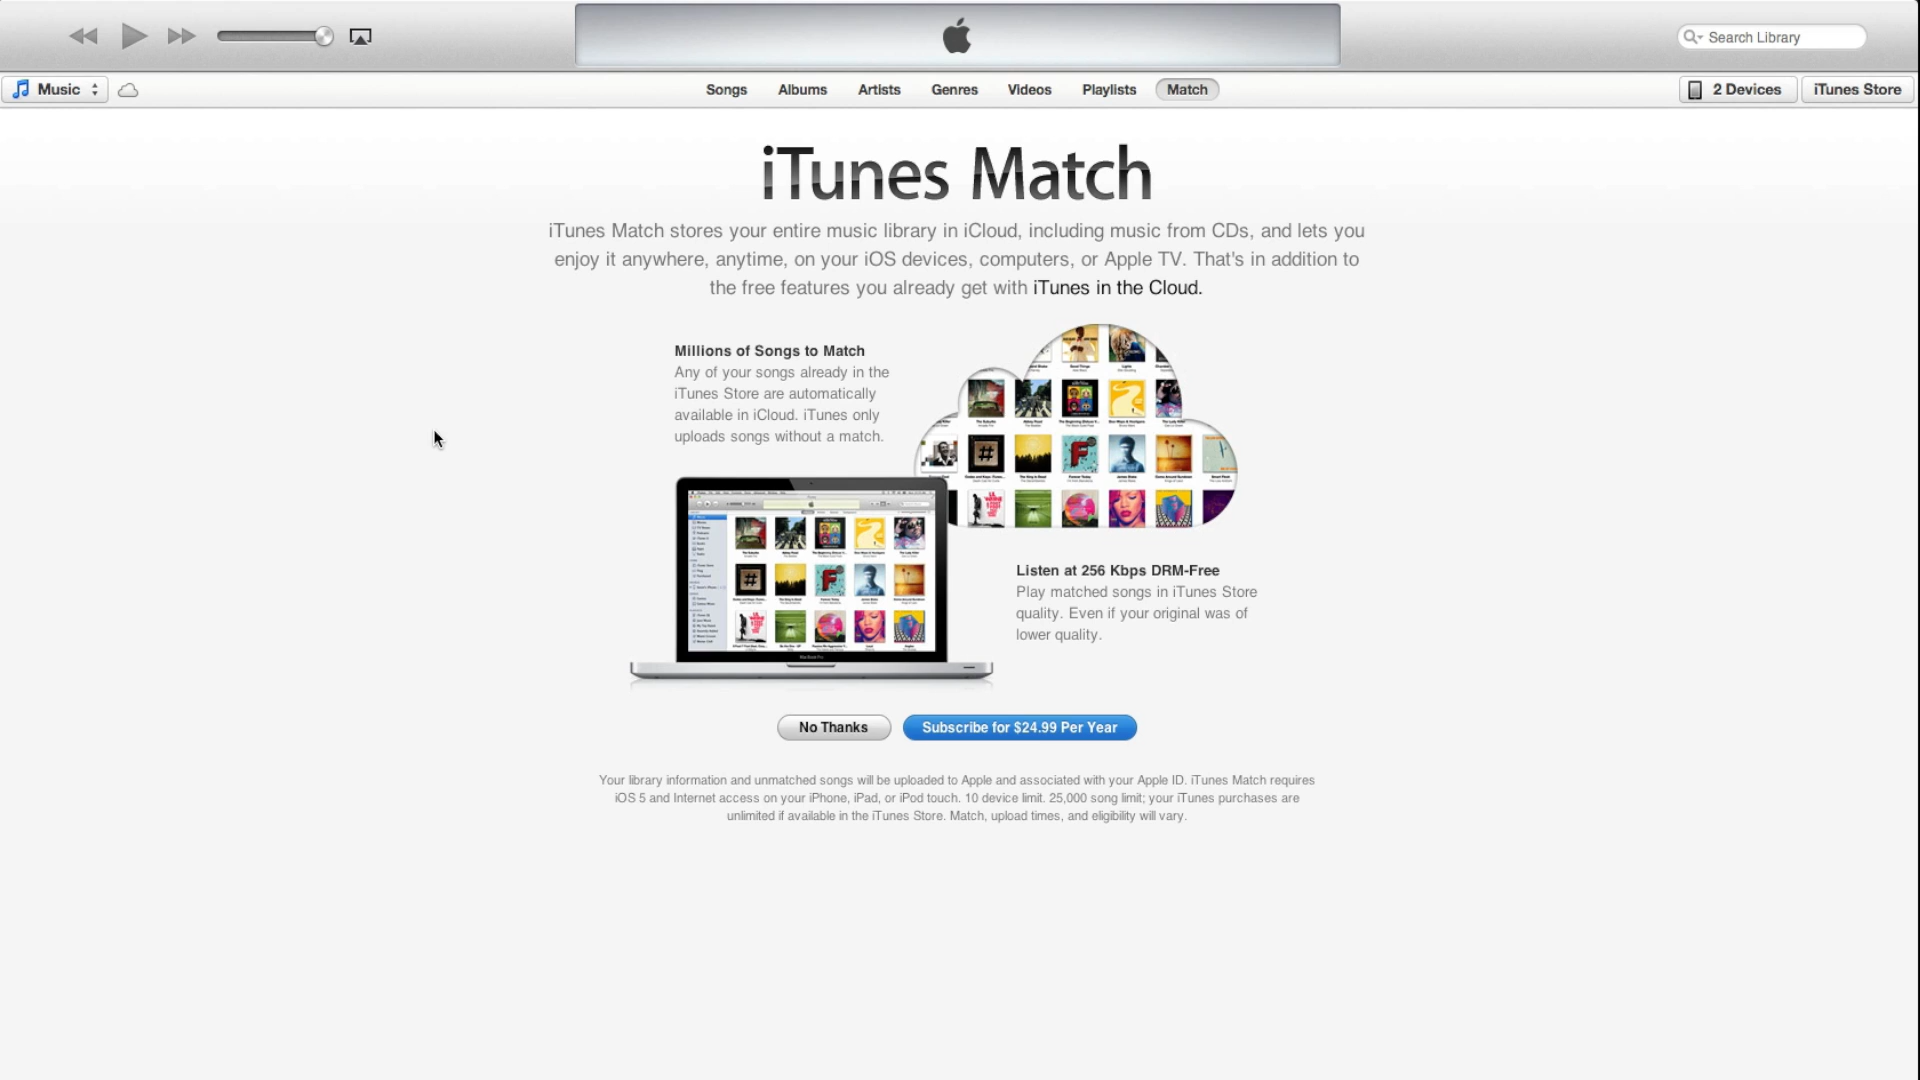 Search Library
Music
Songs
Albums
Artists
Genres
Videos
Playlists
Match
2 Devices
iTunes Store
iTunes Match
iTunes Match stores your entire music library in iCloud, including music from CDs, and lets you
enjoy it anywhere, anytime, on your iOS devices, computers, or Apple TV. That's in addition to
the free features you already get with iTunes in the Cloud.
Millions of Songs to Match
Any of your songs already in the
iTunes Store are automatically
available in iCloud. iTunes only
uploads songs without a match.
Listen at 256 Kbps DRM-Free
Play matched songs in iTunes Store
quality. Even if your original was of
lower quality.
No Thanks
Subscribe for $24.99 Per Year
Your library information and unmatched songs will be uploaded to Apple and associated with your Apple ID. iTunes Match requires
iOS 5 and Internet access on your iPhone, iPad, or iPod touch. 10 device limit. 25,000 song limit; your iTunes purchases are
unlimited if available in the iTunes Store. Match, upload times, and eligibility will vary.